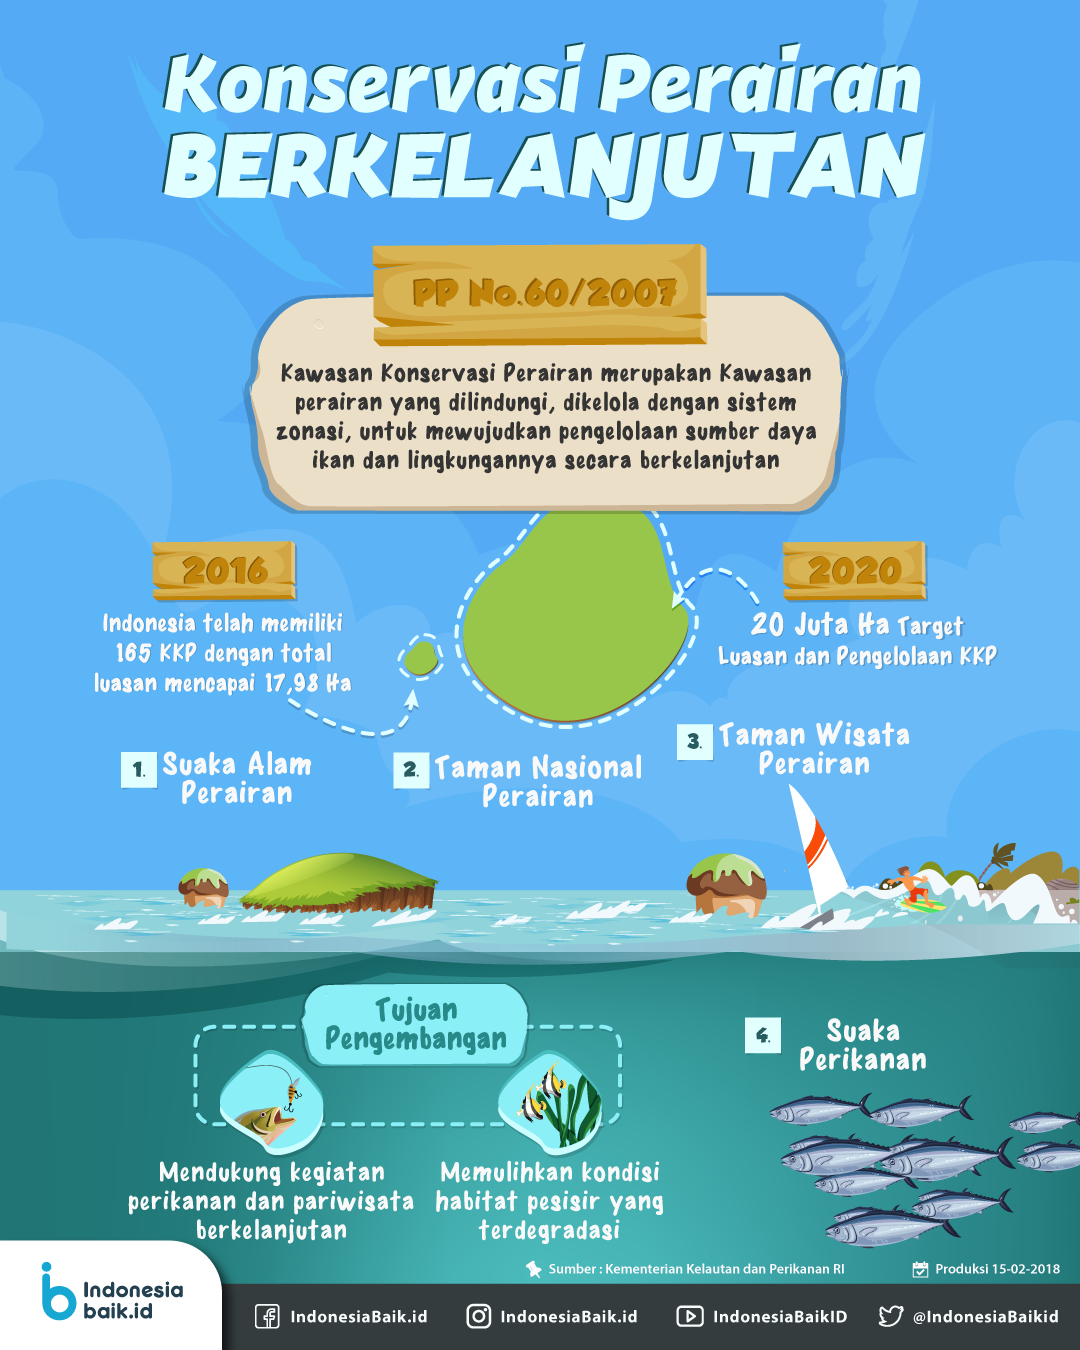 Konservasi Perairan
BERKELANJUTAN
PP No.60/2007
Kawasan Konservasi Perairan merupakan Kawasan
perairan yang dilindungi, dikelola dengan sistem
zonasi, untuk mewujudkan pengelolaan sumber daya
ikan dan lingkungannya secara berkelanjutan
2016
Indonesia telah memiliki
165 KKP dengan total
luasan mencapai 17,98 Ha
2020
20 Juta Ha Target
Luasan dan Pengelolaan KKP
1. Suaka Alam
Perairan
2. Taman Nasional
Perairan
3. Taman Wisata
Perairan
Tujuan
Pengembangan
Mendukung kegiatan
perikanan dan pariwisata
berkelanjutan
Memulihkan kondisi
habitat pesisir yang
terdegradasi
4. Suaka
Perikanan
Sumber : Kementerian Kelautan dan Perikanan RI
Produksi 15-02-2018
Indonesia
baik.id
IndonesiaBaik.id
IndonesiaBaik.id
IndonesiaBaikID
@IndonesiaBaikid